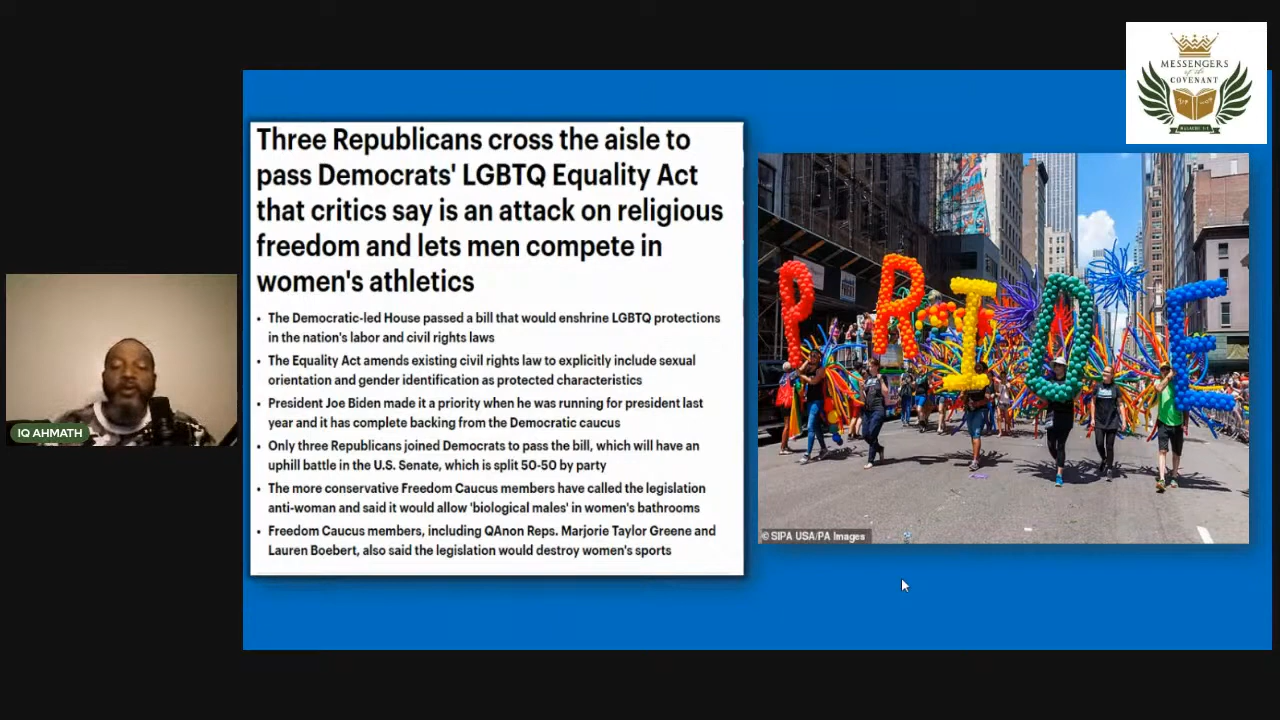 MESSENGERS
of the
COVENANT
Three Republicans cross the aisle to
pass Democrats' LGBTQ Equality Act
that critics say is an attack on religious
freedom and lets men compete in
women's athletics
• The Democratic-led House passed a bill that would enshrine LGBTQ protections
in the nation's labor and civil rights laws
• The Equality Act amends existing civil rights law to explicitly include sexual
orientation and gender identification as protected characteristics
• President Joe Biden made it a priority when he was running for president last
year and it has complete backing from the Democratic caucus
• Only three Republicans joined Democrats to pass the bill, which will have an
uphill battle in the U.S. Senate, which is split 50-50 by party
• The more conservative Freedom Caucus members have called the legislation
anti-woman and said it would allow 'biological males' in women's bathrooms
• Freedom Caucus members, including QAnon Reps. Marjorie Taylor Greene and
Lauren Boebert, also said the legislation would destroy women's sports
PRIDE
© SIPA USA/PA Images
IQ AHMATH